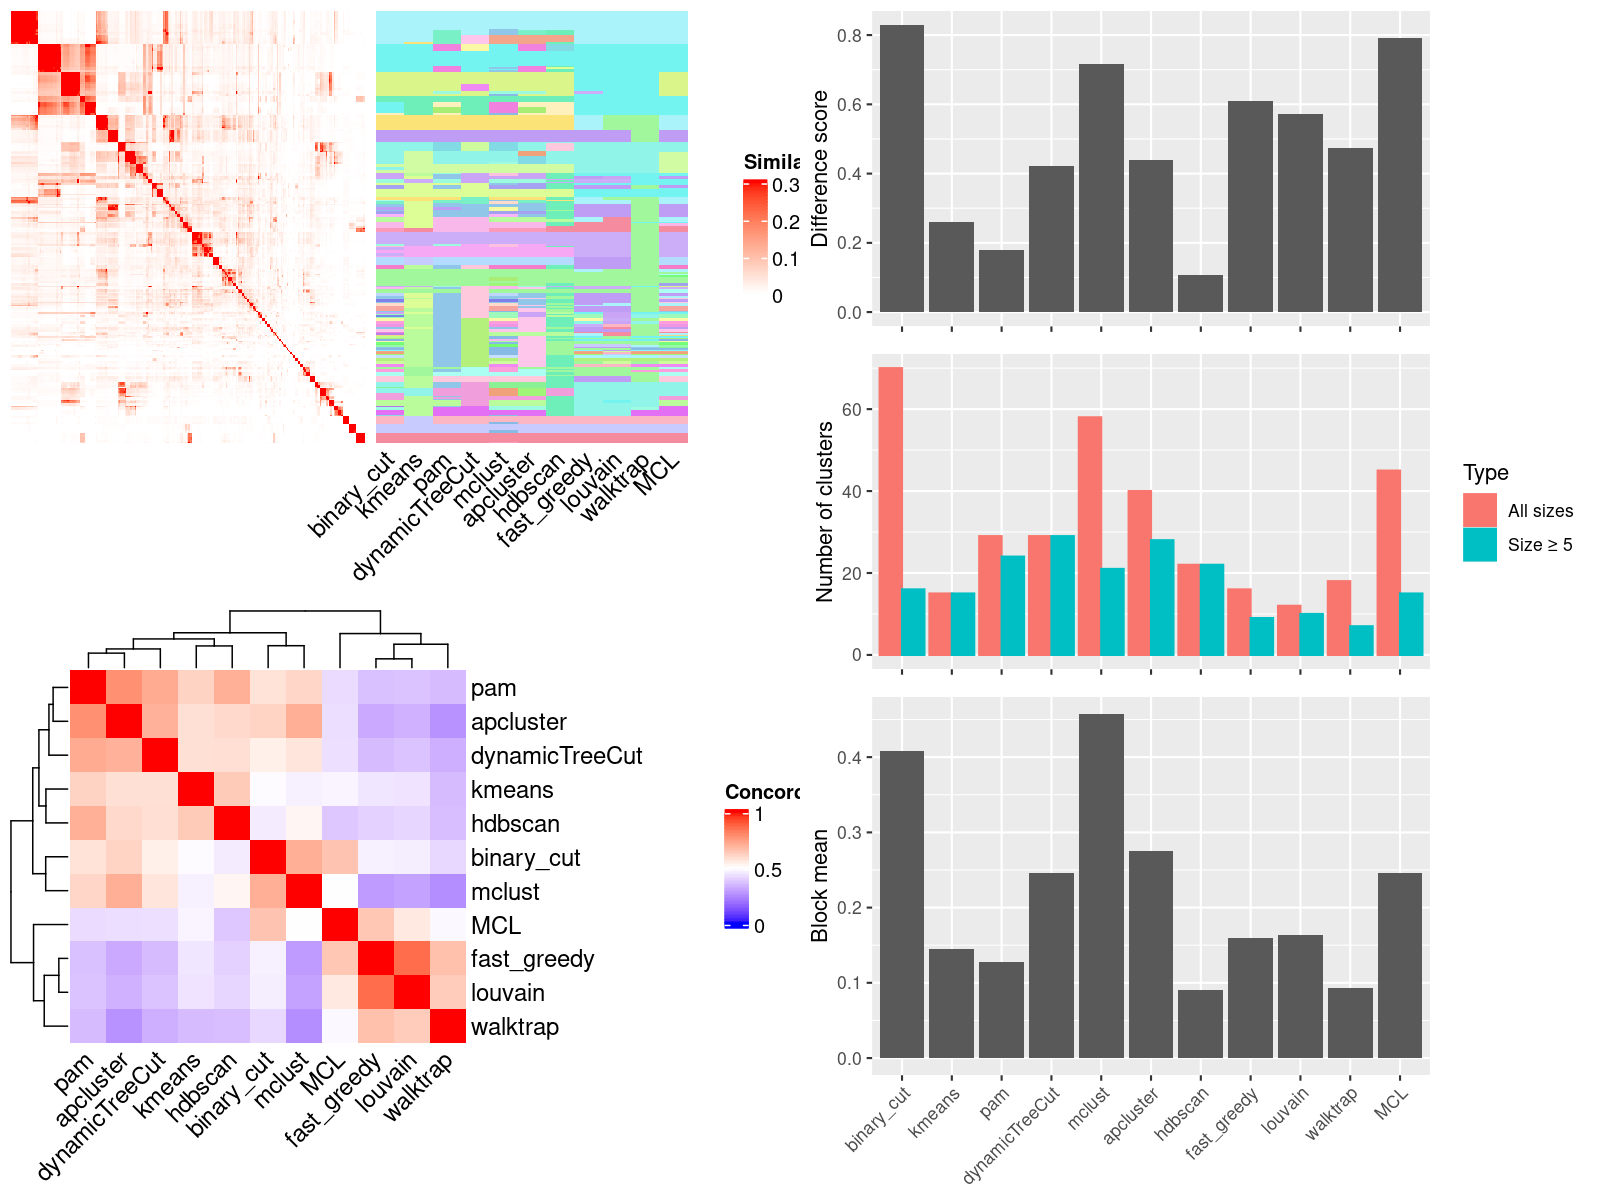 Simila
0.3
0.2
0.1
0
binary_cut
kmeans
pam
dynamicTreeCut
mclust
apcluster
hdbscan
fast_greedy
louvain
walktrap
MCL
pam
apcluster
dynamicTreeCut
kmeans
hdbscan
binary_cut
mclust
MCL
fast_greedy
louvain
walktrap
pam
apcluster
dynamicTreeCut
kmeans
hdbscan
binary_cut
mclust
MCL
fast_greedy
louvain
walktrap
Concord
1
0.5
0
Difference score
0.8
0.6
0.4
0.2
0.0
Number of clusters
60
40
20
0
Type
All sizes
Size ≥ 5
Block mean
0.4
0.3
0.2
0.1
0.0
binary_cut
kmeans
pam
dynamicTreeCut
mclust
apcluster
hdbscan
fast_greedy
louvain
walktrap
MCL